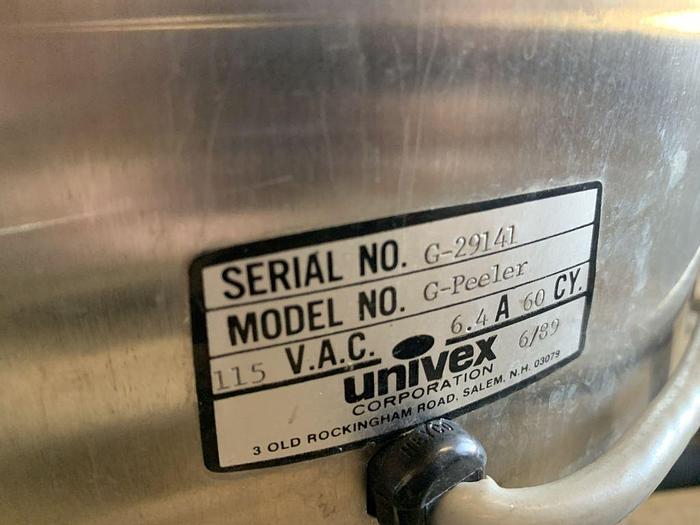 SERIAL NO. G-29141
MODEL NO. G-Peeler
115 V.A.C. 6.4 A 60 CY.
univex 6/89
CORPORATION
3 OLD ROCKINGHAM ROAD, SALEM, N.H. 03079
HEYCO